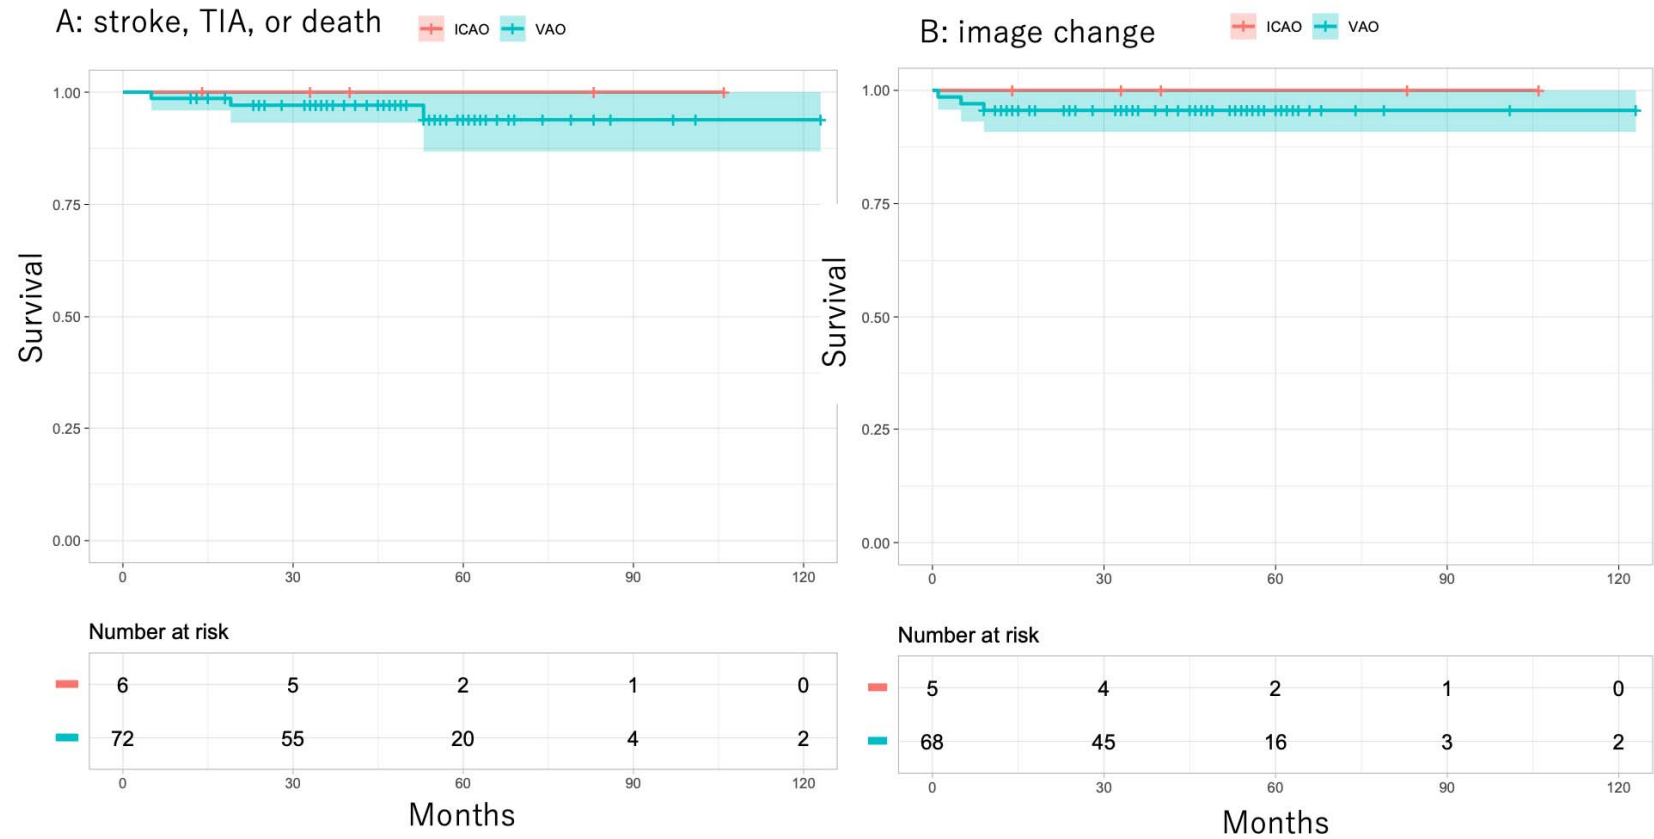 A: stroke, TIA, or death
ICAO VAO
1.00
0.75
0.50
0.25
0.00
Survival
0 30 60 90 120
Number at risk
6 5 2 1 0
72 55 20 4 2
0 30 60 90 120
Months
B: image change
ICAO VAO
1.00
0.75
0.50
0.25
0.00
Survival
0 30 60 90 120
Number at risk
5 4 2 1 0
68 45 16 3 2
0 30 60 90 120
Months